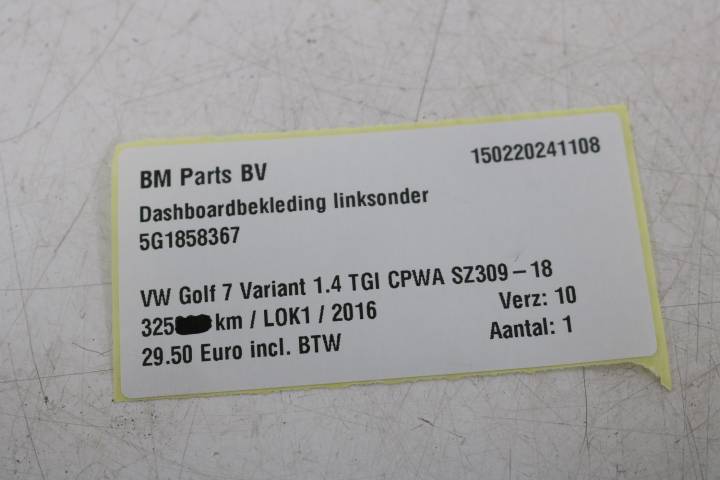 BM Parts BV 150220241108
Dashboardbekleding linksonder
5G1858367
VW Golf 7 Variant 1.4 TGI CPWA SZ309-18
325 km / LOK1 / 2016 Verz: 10
29.50 Euro incl. BTW Aantal: 1